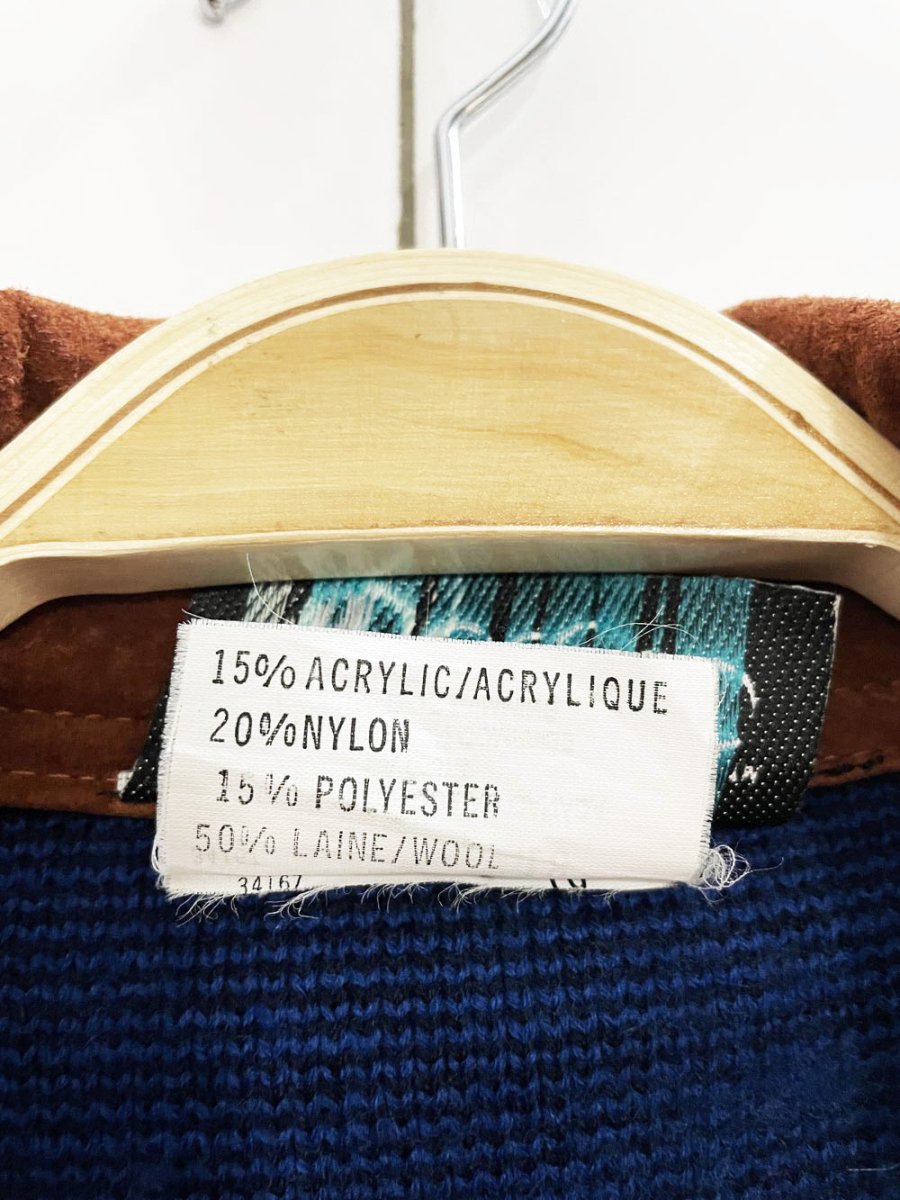 15% ACRYLIC/ACRYLIQUE
20% NYLON
15% POLYESTER
50% LAINE/WOOL
34167